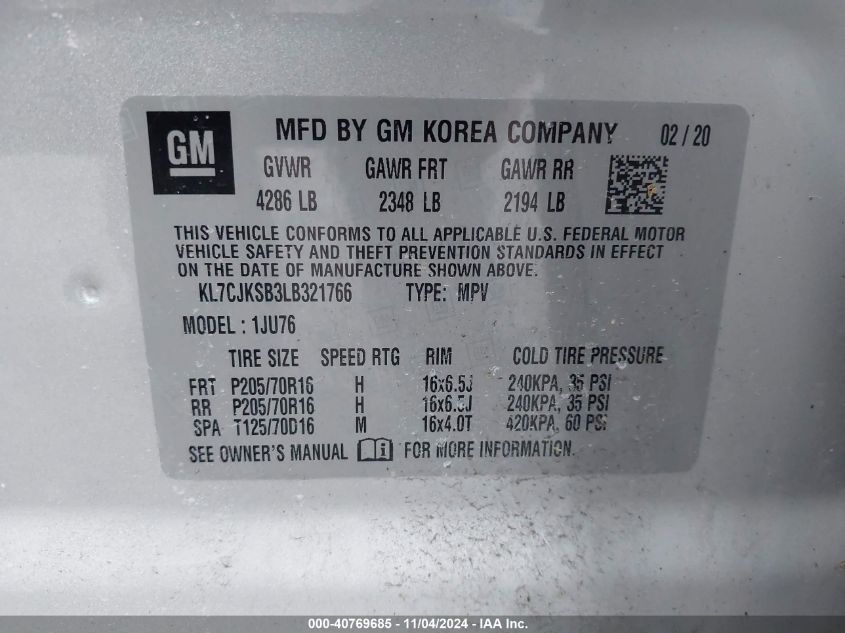 GM
MFD BY GM KOREA COMPANY 02 / 20
GVWR GAWR FRT GAWR RR
4286 LB 2348 LB 2194 LB
THIS VEHICLE CONFORMS TO ALL APPLICABLE U.S. FEDERAL MOTOR
VEHICLE SAFETY AND THEFT PREVENTION STANDARDS IN EFFECT
ON THE DATE OF MANUFACTURE SHOWN ABOVE.
KL7CJKSB3LB321766 TYPE: MPV
MODEL : 1JU76
TIRE SIZE SPEED RTG RIM COLD TIRE PRESSURE
FRT P205/70R16 H 16x6.5J 240KPA, 35 PSI
RR P205/70R16 H 16x6.5J 240KPA, 35 PSI
SPA T125/70D16 M 16x4.0T 420KPA, 60 PSI
SEE OWNER'S MANUAL FOR MORE INFORMATION.
000-40769685 - 11/04/2024 - IAA Inc.